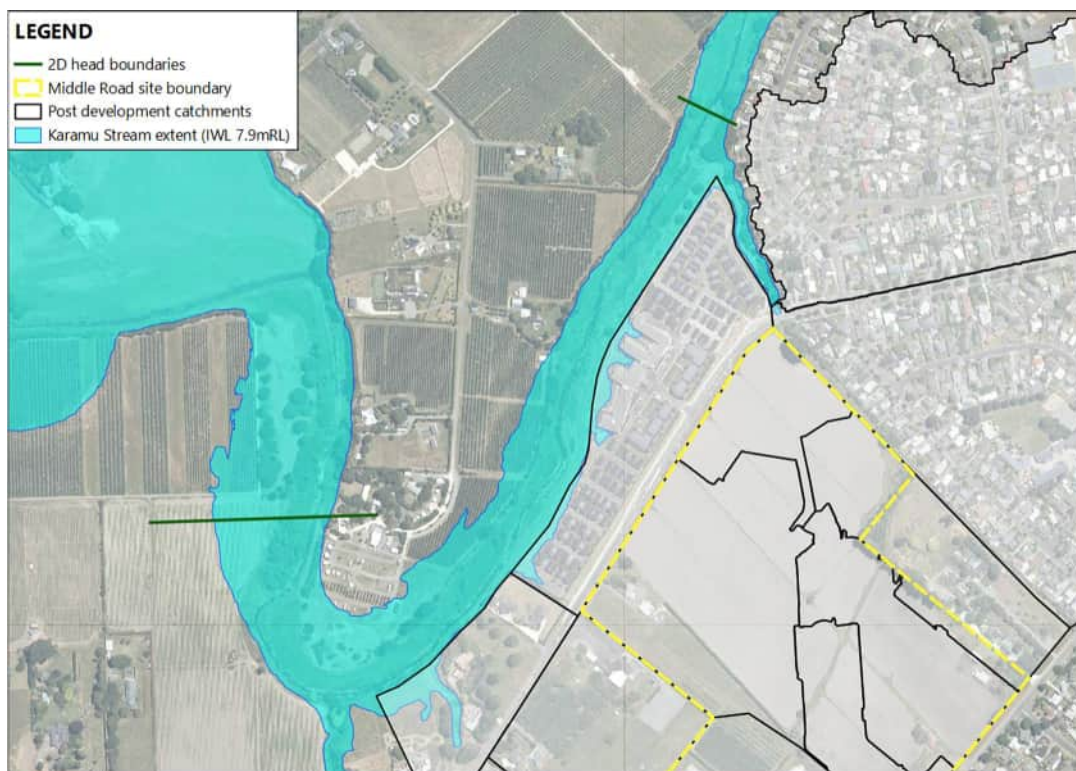 LEGEND
2D head boundaries
Middle Road site boundary
Post development catchments
Karamu Stream extent (IWL 7.9mRL)